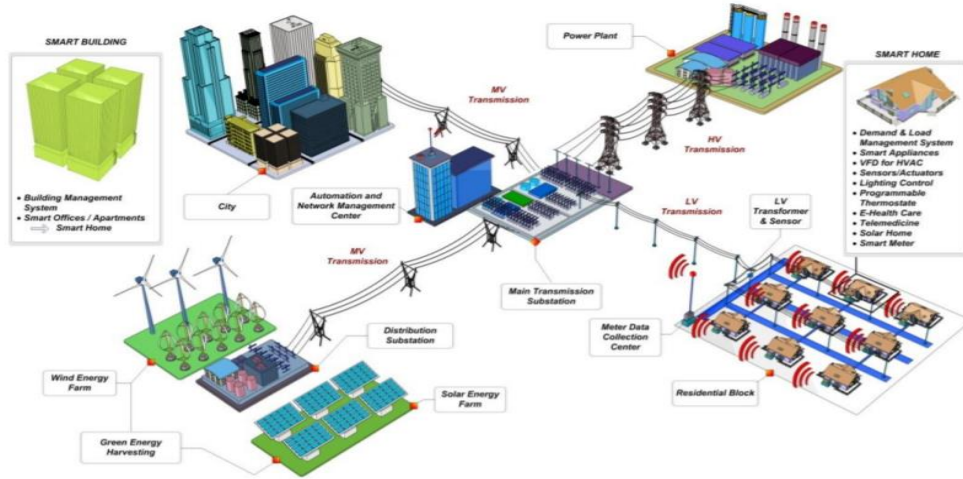 SMART BUILDING
• Building Management
System
• Smart Offices / Apartments
Smart Home
City
MV
Transmission
Automation and
Network Management
Center
Power Plant
HV
Transmission
SMART HOME
• Demand & Load
Management System
• Smart Appliances
• VFD for HVAC
• Sensors/Actuators
• Lighting Control
• Programmable
Thermostate
• E-Health Care
• Telemedicine
• Solar Home
• Smart Meter
LV
Transmission
LV
Transformer
& Sensor
MV
Transmission
Main Transmission
Substation
Meter Data
Collection
Center
Residential Block
Distribution
Substation
Wind Energy
Farm
Solar Energy
Farm
Green Energy
Harvesting